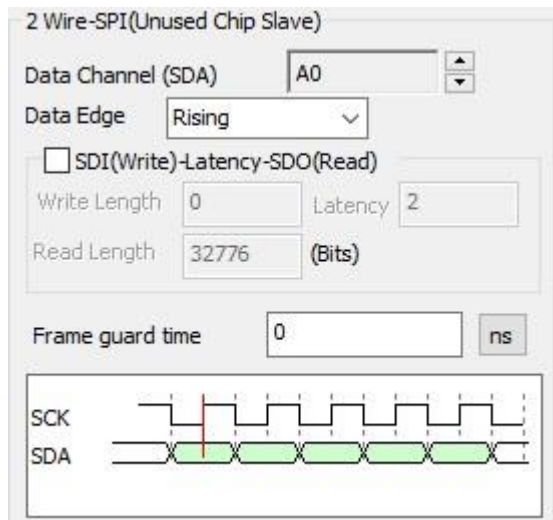 2 Wire-SPI(Unused Chip Slave)
Data Channel (SDA) A0
Data Edge Rising
SDI(Write)-Latency-SDO(Read)
Write Length 0 Latency 2
Read Length 32776 (Bits)
Frame guard time 0 ns
SCK
SDA